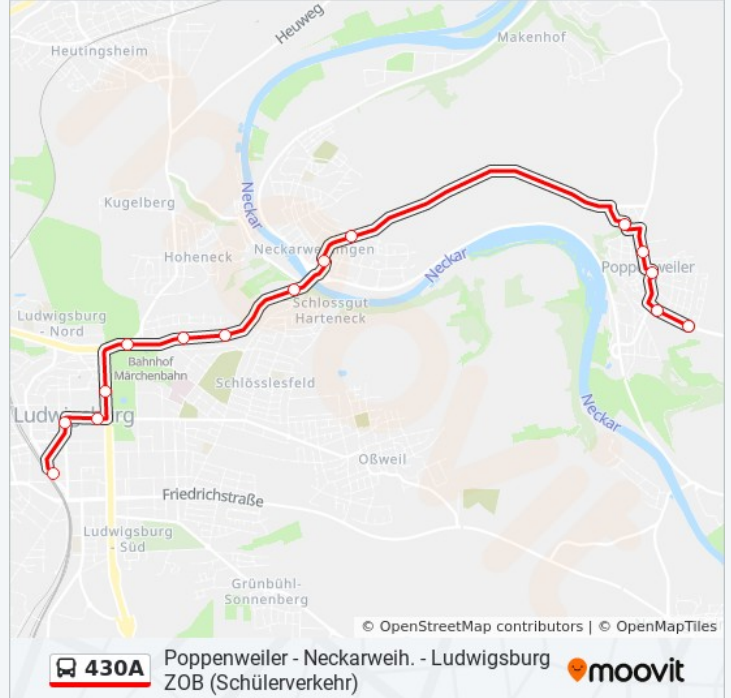 Heuweg
Makenhof
Heutingsheim
Kugelberg
Neckar
Hoheneck
Neckarweihingen
Neckar
Poppenweiler
Schlossgut
Harteneck
Ludwigsburg
- Nord
Bahnhof
Märchenbahn
Schlösslesfeld
Ludwigsburg
Neckar
Oßweil
Friedrichstraße
Ludwigsburg
- Süd
Grünbühl-
Sonnenberg
© OpenStreetMap contributors | © OpenMapTiles
430A
Poppenweiler - Neckarweih. - Ludwigsburg
ZOB (Schülerverkehr)
moovit